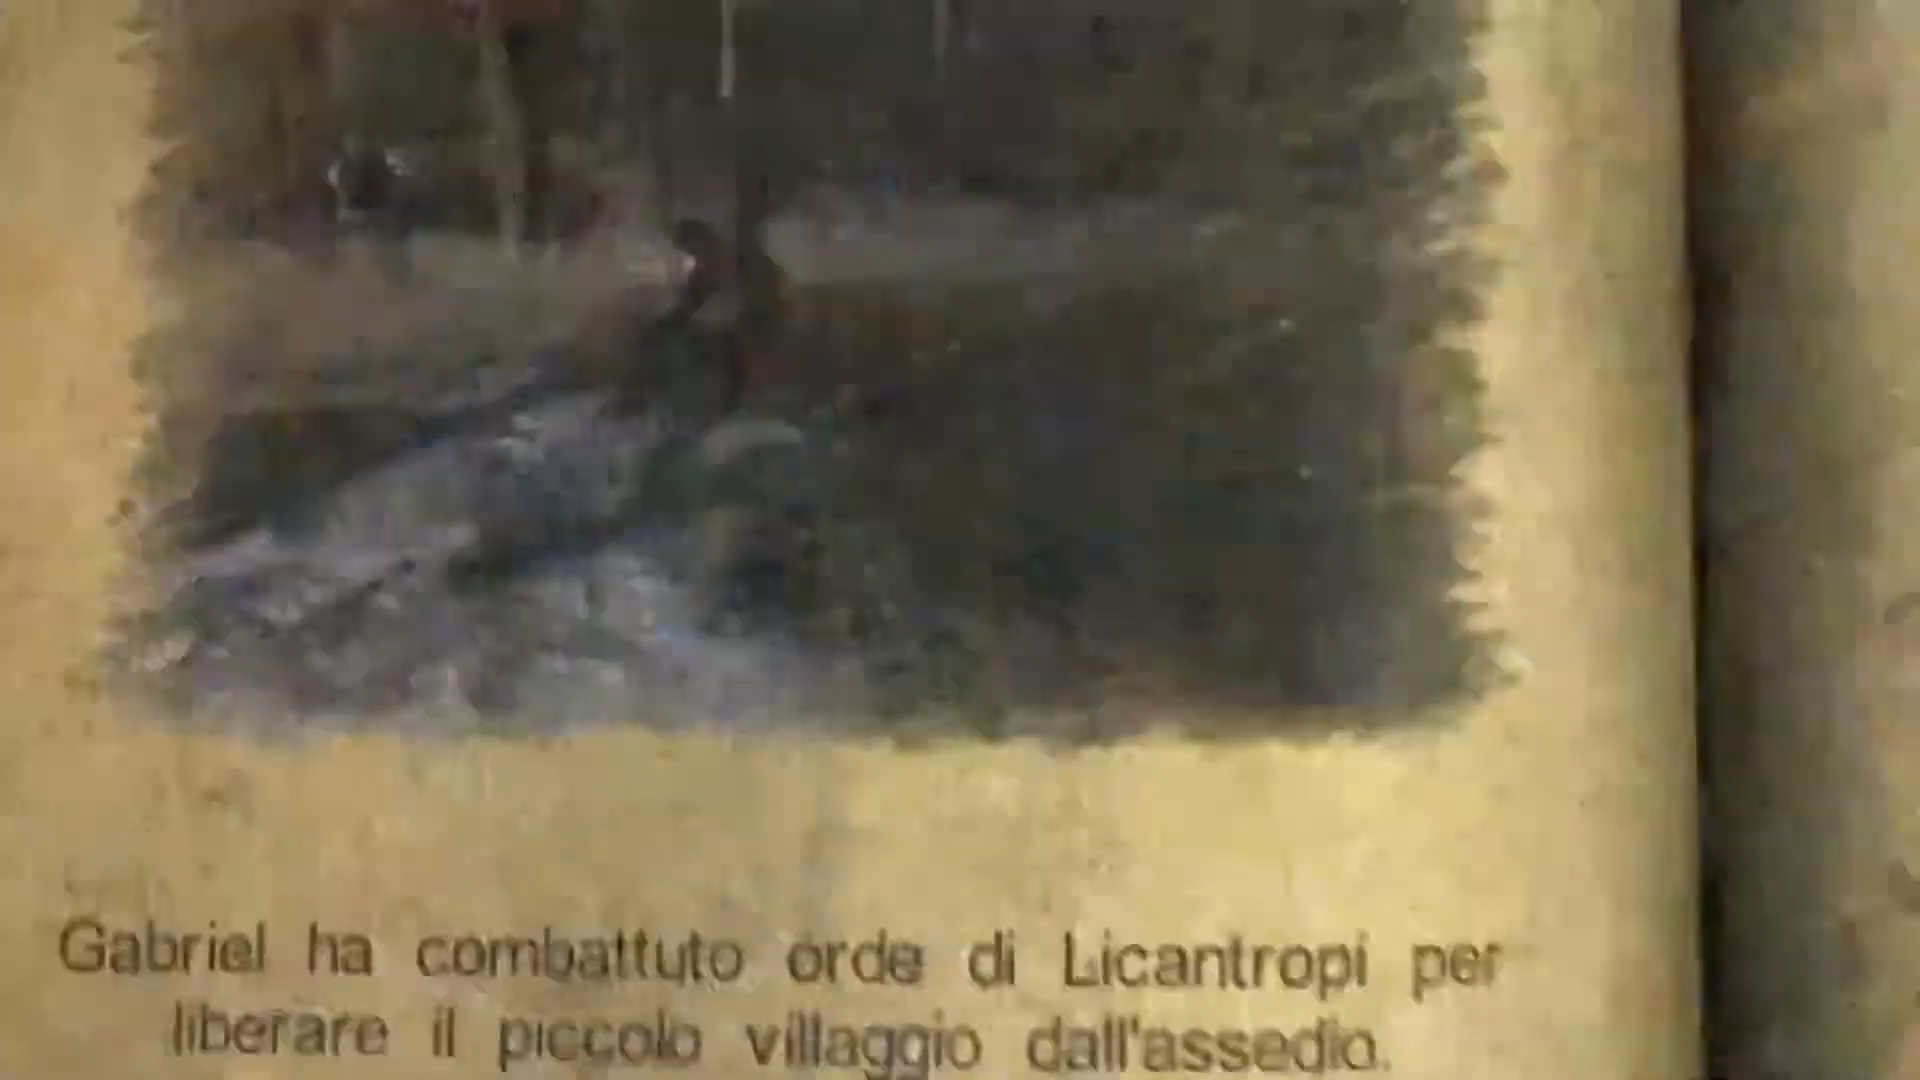 Gabriel ha combattuto orde di Licantropi per
liberare il piccolo villaggio dall'assedio.